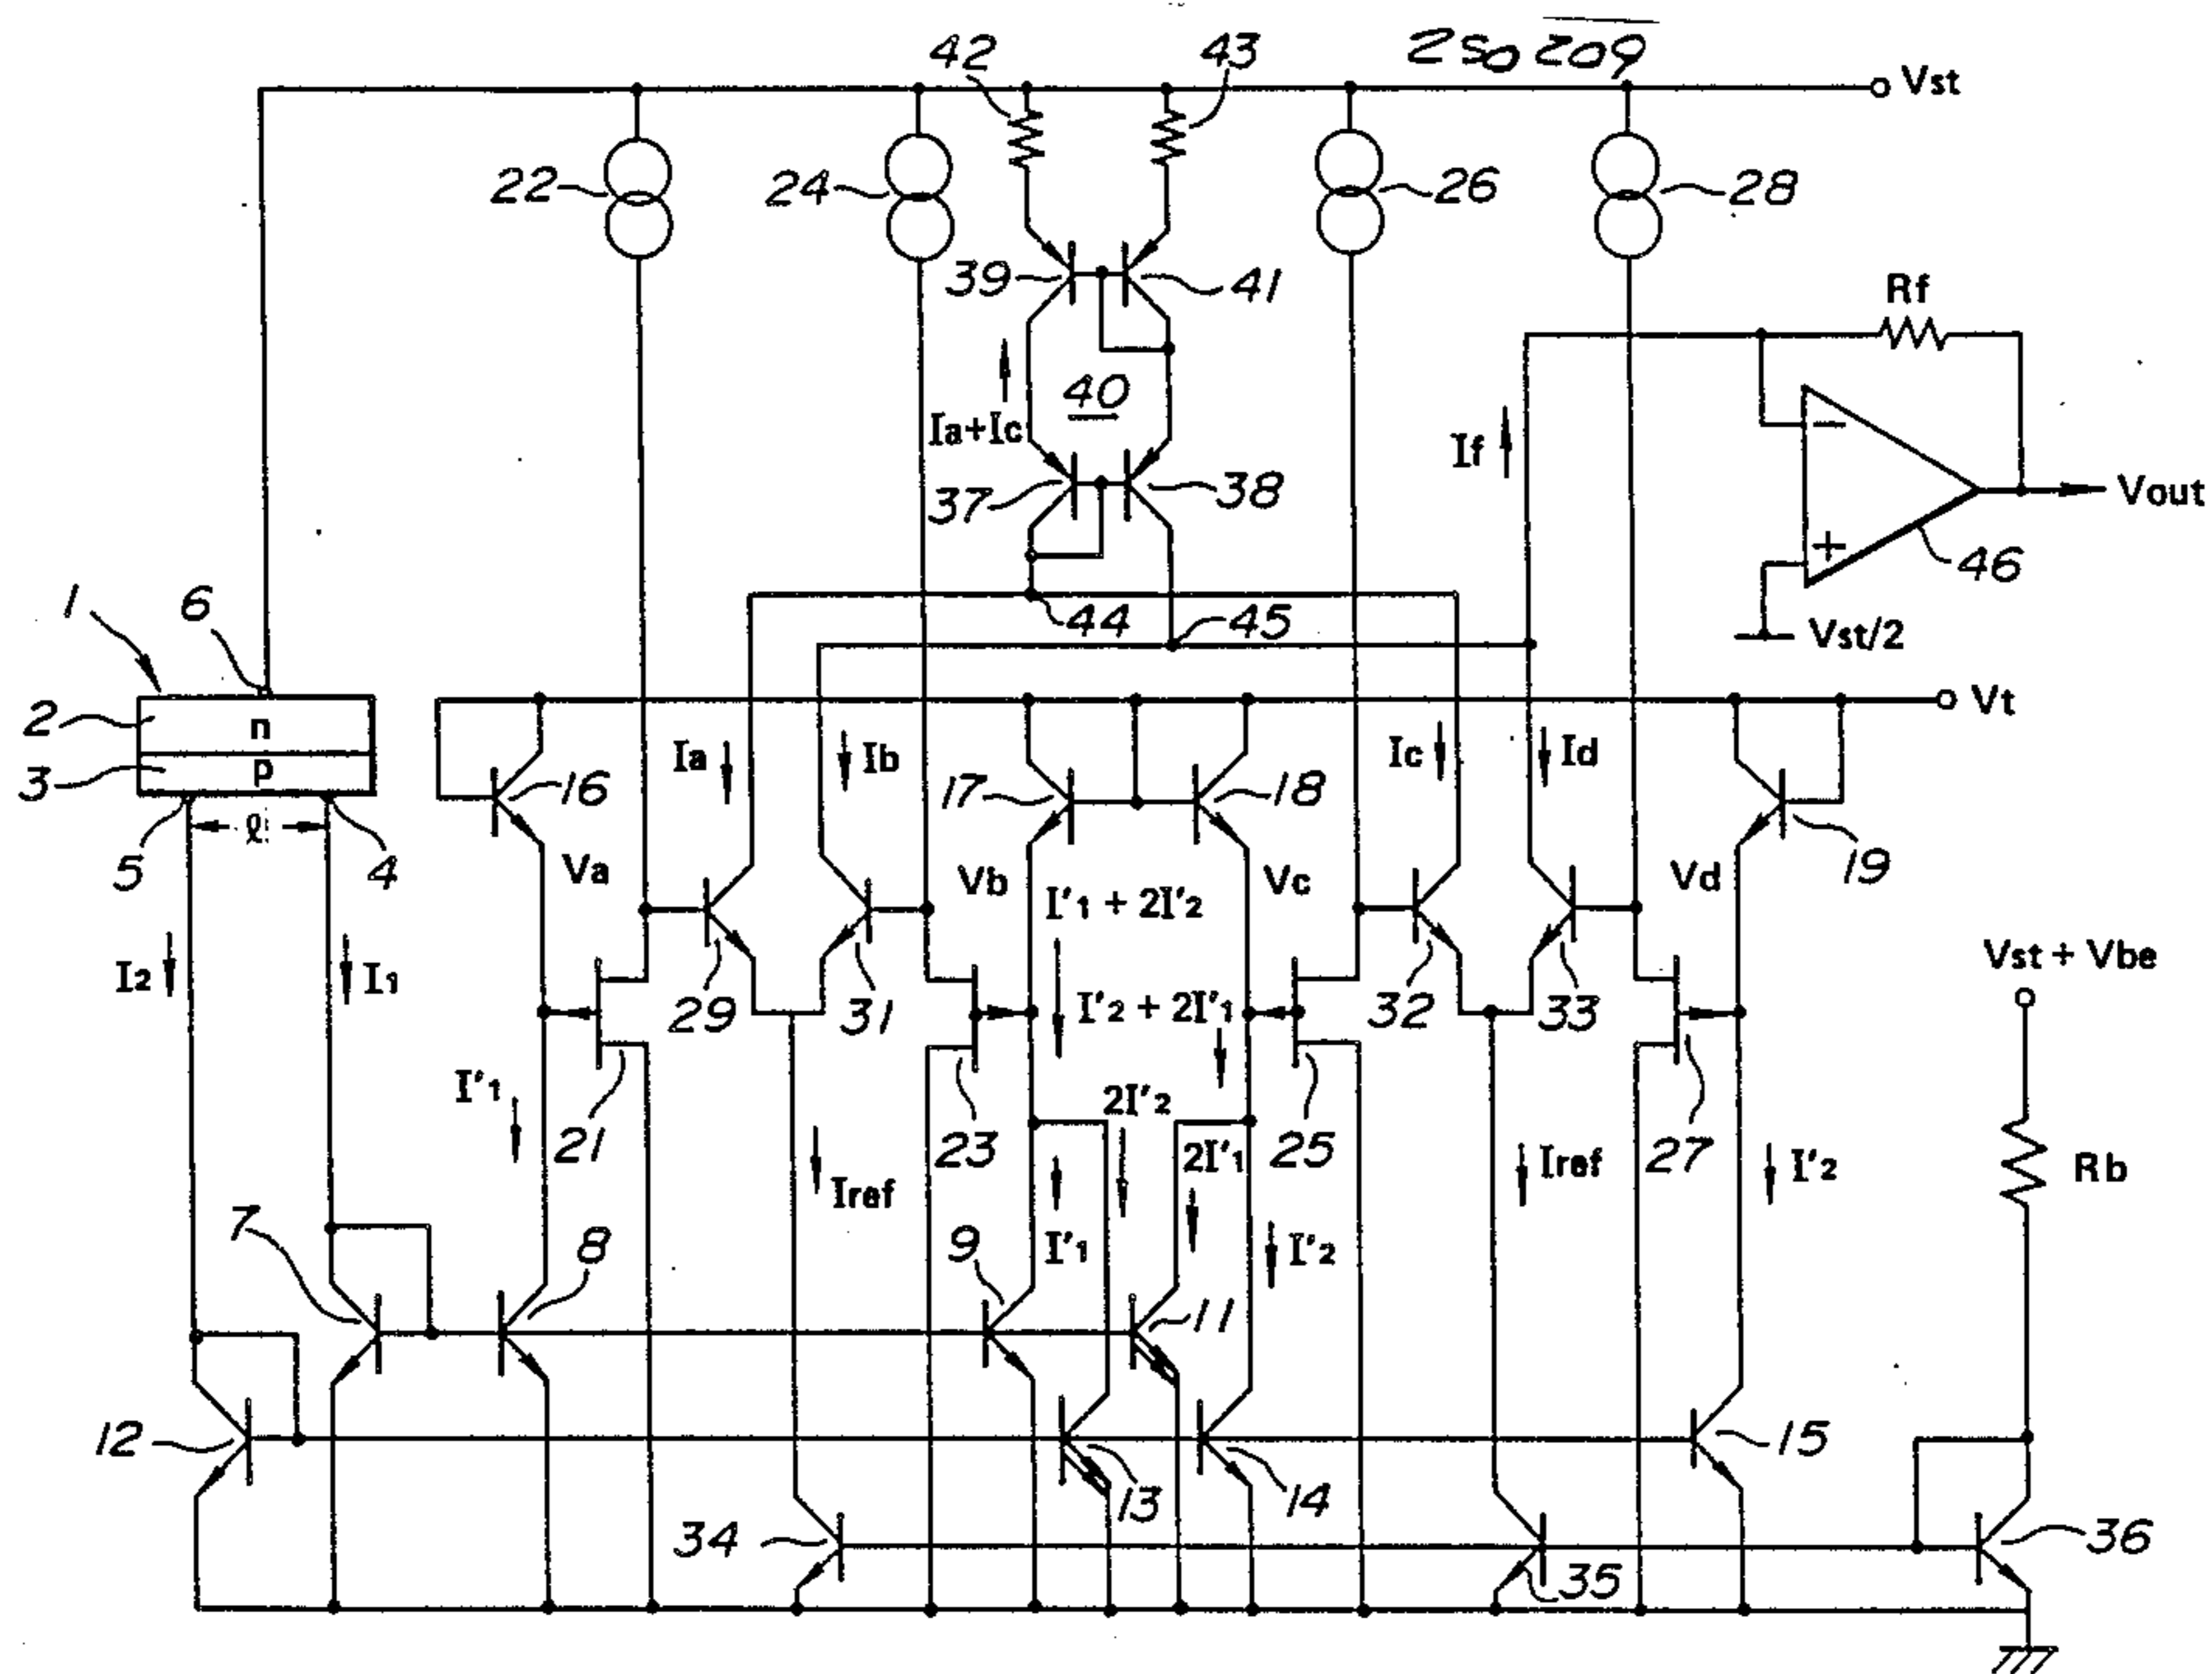 2so 209
42
43
Vst
22
24
26
28
39
41
Rf
40
Ia+Ic
If
37
38
Vout
46
1
6
44
45
Vst/2
2
n
3
p
Vt
Ia
Ib
Ic
Id
16
17
18
19
5
ℓ
4
Va
Vb
Vc
Vd
I'1 + 2I'2
I2
I1
29
31
I'2 + 2I'1
32
33
Vst + Vbe
I'1
21
23
2I'2
2I'1
25
Iref
Iref
27
I'2
Rb
7
8
9
I'1
11
I'2
12
13
14
15
34
35
36